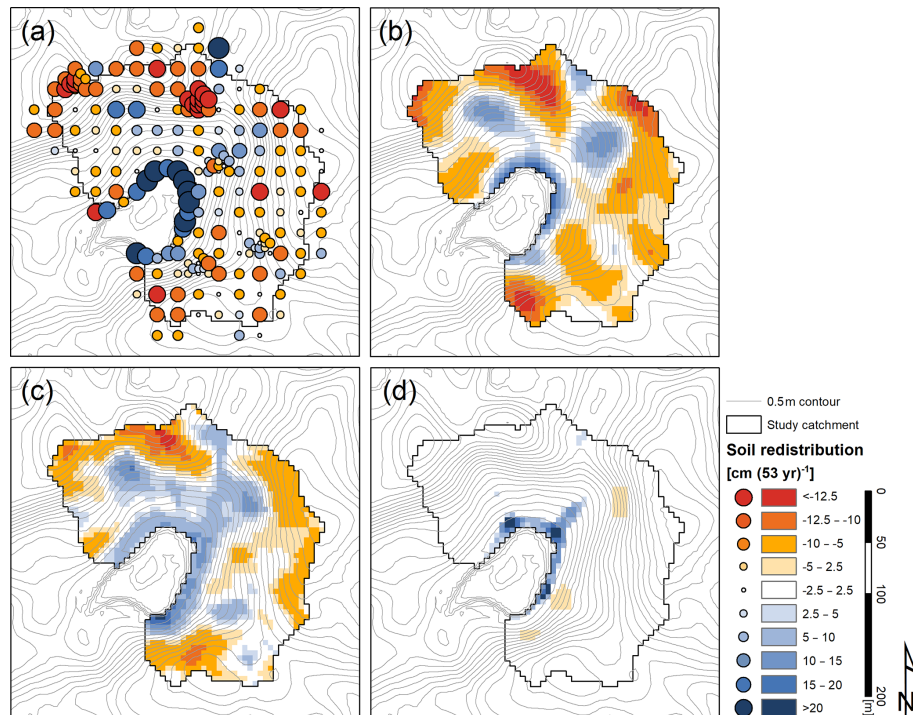 (a)
(b)
(c)
(d)
0.5 m contour
Study catchment
Soil redistribution
[cm (53 yr)-1]
<-12.5
-12.5 – -10
-10 – -5
-5 – 2.5
-2.5 – 2.5
2.5 – 5
5 – 10
10 – 15
15 – 20
>20
0
50
100
200
[m]
N